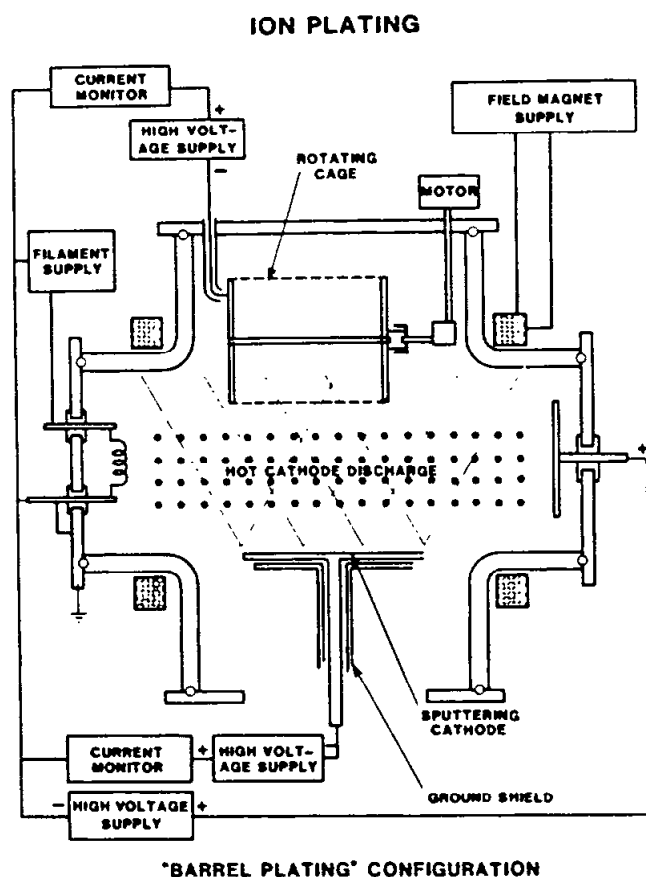 ION PLATING
CURRENT
MONITOR
+
HIGH VOLT-
AGE SUPPLY
−
FIELD MAGNET
SUPPLY
ROTATING
CAGE
MOTOR
FILAMENT
SUPPLY
+
HOT CATHODE DISCHARGE
SPUTTERING
CATHODE
CURRENT
MONITOR
+
HIGH VOLT-
AGE SUPPLY
GROUND SHIELD
−
HIGH VOLTAGE
SUPPLY
+
"BARREL PLATING" CONFIGURATION